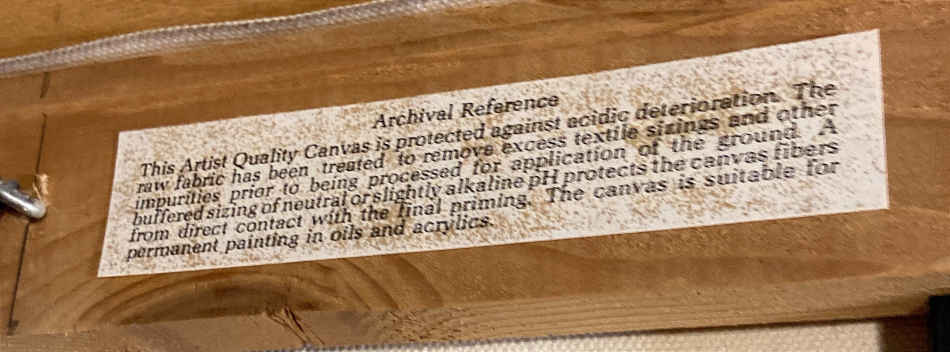 Archival Reference
This Artist Quality Canvas is protected against acidic deterioration. The
raw fabric has been treated to remove excess textile sizings and other
impurities prior to being processed for application of the ground. A
buffered sizing of neutral or slightly alkaline pH protects the canvas fibers
from direct contact with the final priming. The canvas is suitable for
permanent painting in oils and acrylics.